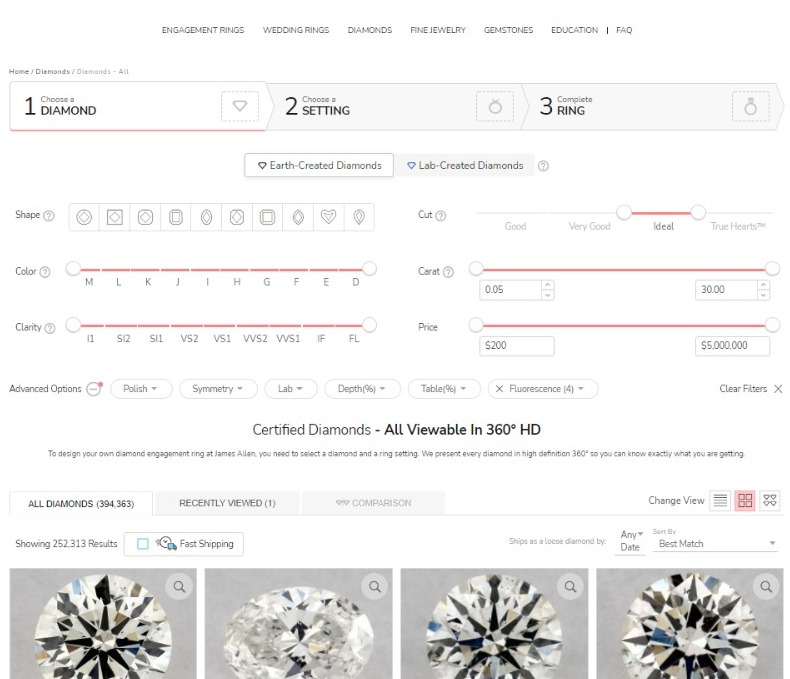 ENGAGEMENT RINGS WEDDING RINGS DIAMONDS FINE JEWELRY GEMSTONES EDUCATION | FAQ
Home / Diamonds / Diamonds - All
1 Choose a DIAMOND
2 Choose a SETTING
3 Complete RING
Earth-Created Diamonds Lab-Created Diamonds ?
Shape ?
Cut ?
Good Very Good Ideal True Hearts™
Color ?
M L K J I H G F E D
Carat ?
0.05 30.00
Clarity ?
I1 SI2 SI1 VS2 VS1 VVS2 VVS1 IF FL
Price
$200 $5,000,000
Advanced Options Polish Symmetry Lab Depth(%) Table(%) Fluorescence (4) Clear Filters
Certified Diamonds - All Viewable In 360° HD
To design your own diamond engagement ring at James Allen, you need to select a diamond and a ring setting. We present every diamond in high definition 360° so you can know exactly what you are getting.
ALL DIAMONDS (394,363) RECENTLY VIEWED (1) COMPARISON Change View
Showing 252,313 Results Fast Shipping
Ships as a loose diamond by: Any Date
Sort By
Best Match